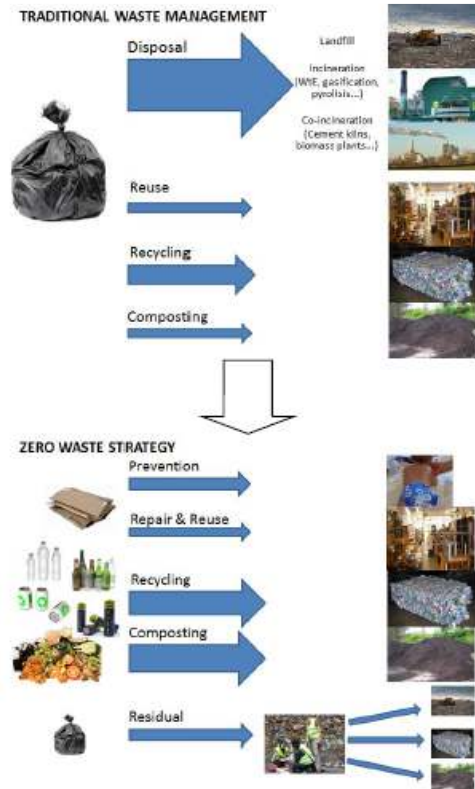 TRADITIONAL WASTE MANAGEMENT
Disposal
Landfill
Incineration
(WtE, gasification,
pyrolisis...)
Co-incineration
(Cement kilns,
biomass plants...)
Reuse
Recycling
Composting
ZERO WASTE STRATEGY
Prevention
Repair & Reuse
Recycling
Composting
Residual